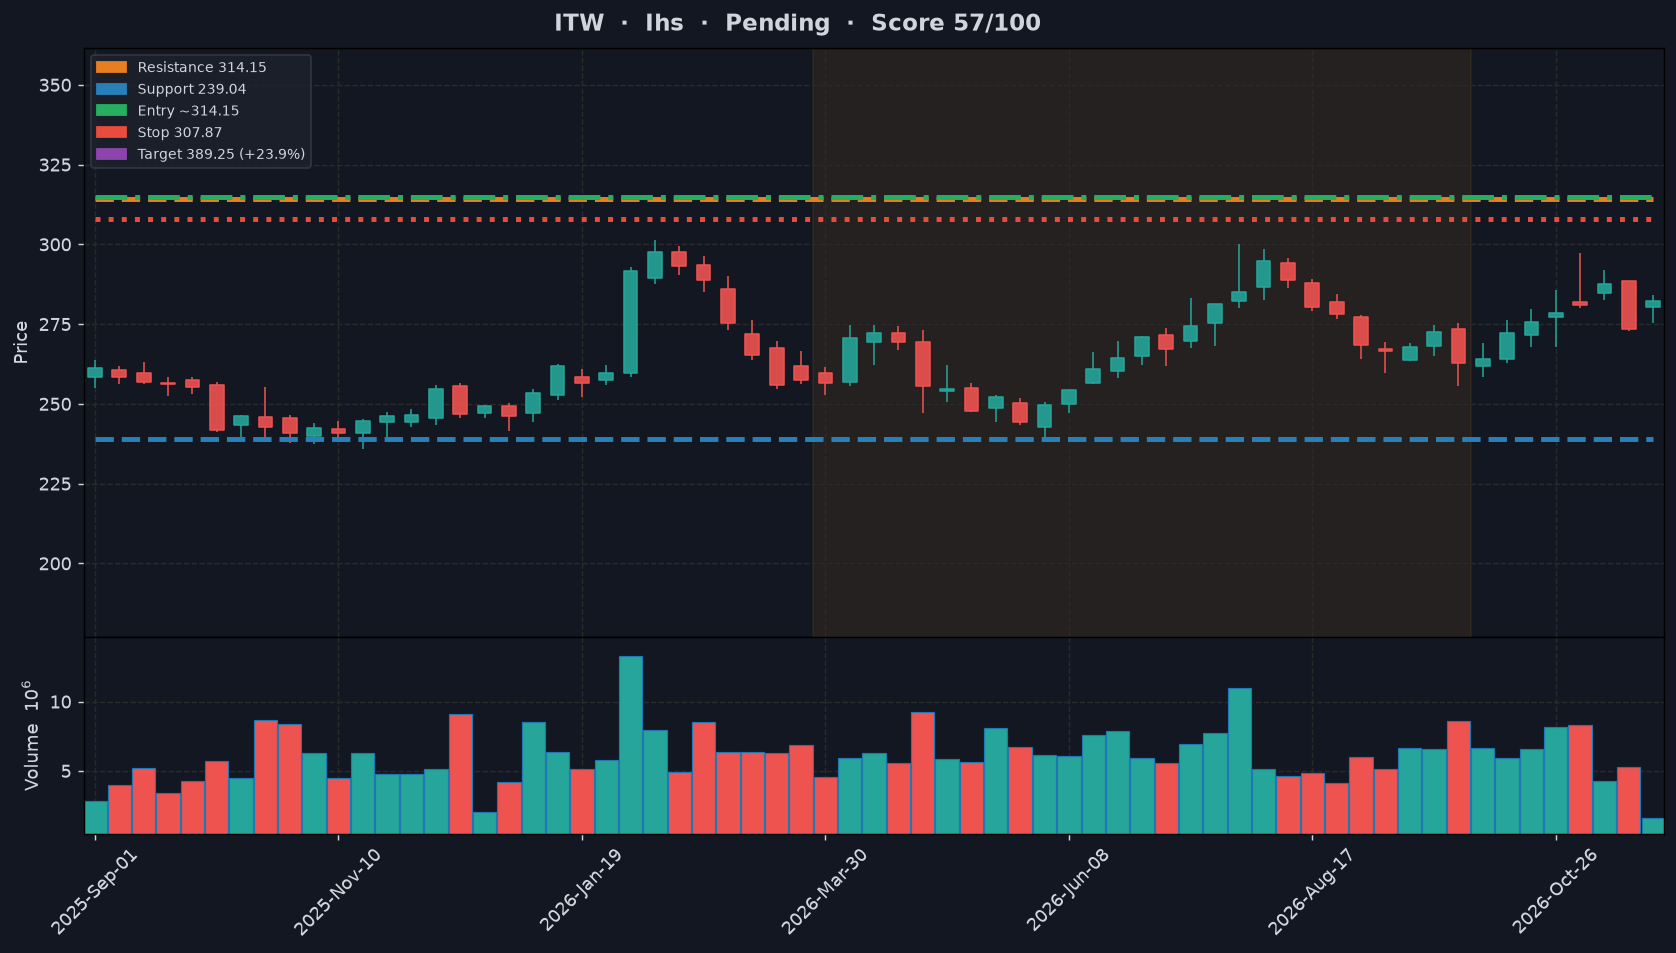 ITW · Ihs · Pending · Score 57/100
Resistance 314.15
Support 239.04
Entry ~314.15
Stop 307.87
Target 389.25 (+23.9%)
Price
350
325
300
275
250
225
200
Volume 10⁶
10
5
2025-Sep-01
2025-Nov-10
2026-Jan-19
2026-Mar-30
2026-Jun-08
2026-Aug-17
2026-Oct-26